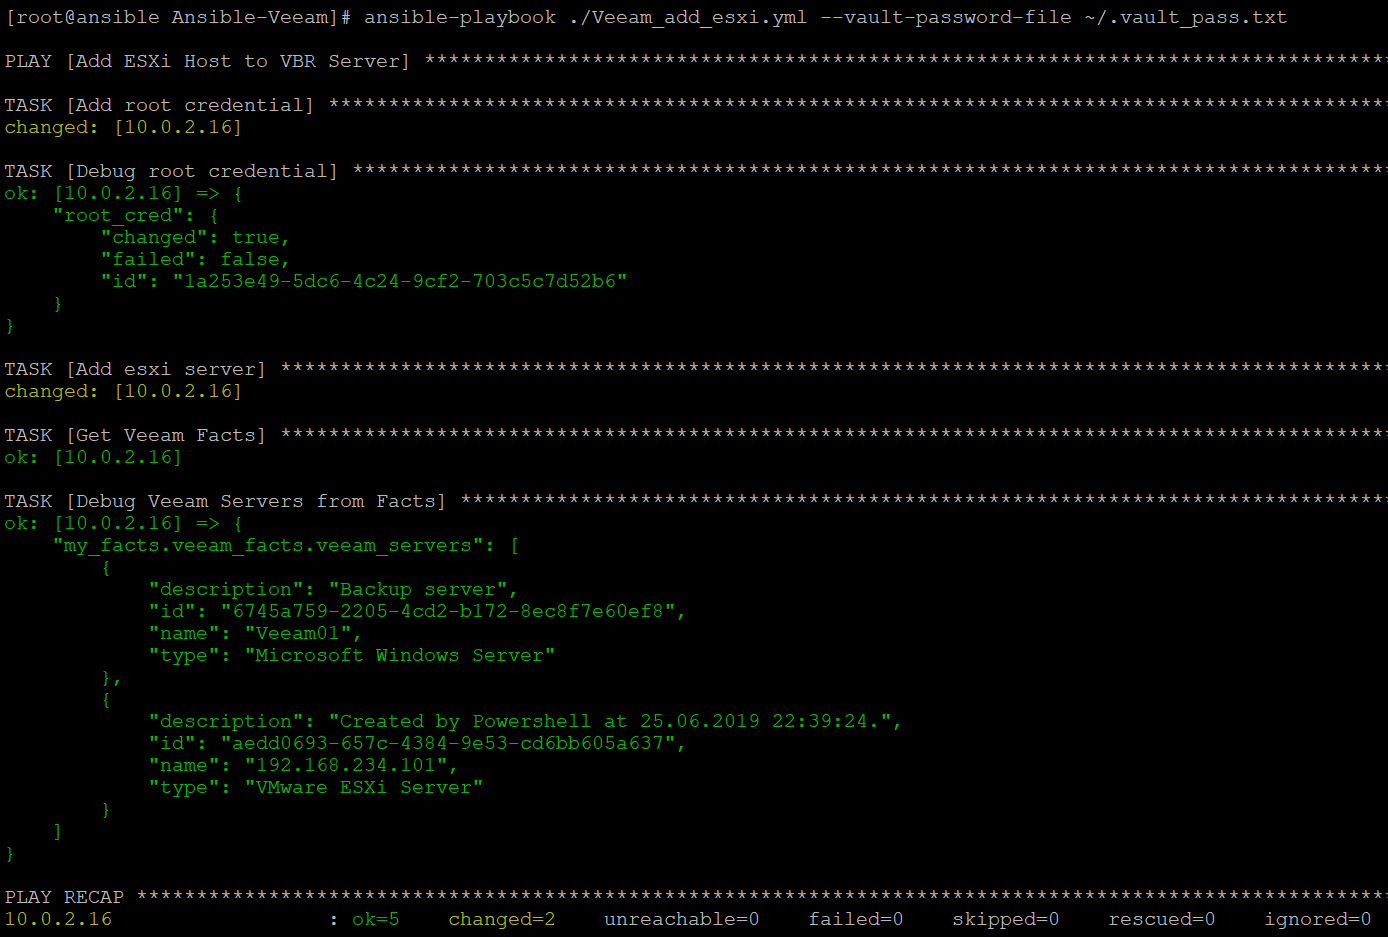 [root@ansible Ansible-Veeam]# ansible-playbook ./Veeam_add_esxi.yml --vault-password-file ~/.vault_pass.txt
PLAY [Add ESXi Host to VBR Server] *********************************************************************************
TASK [Add root credential] *****************************************************************************************
changed: [10.0.2.16]
TASK [Debug root credential] ***************************************************************************************
ok: [10.0.2.16] => {
    "root_cred": {
        "changed": true,
        "failed": false,
        "id": "1a253e49-5dc6-4c24-9cf2-703c5c7d52b6"
    }
}
TASK [Add esxi server] *********************************************************************************************
changed: [10.0.2.16]
TASK [Get Veeam Facts] *********************************************************************************************
ok: [10.0.2.16]
TASK [Debug Veeam Servers from Facts] ******************************************************************************
ok: [10.0.2.16] => {
    "my_facts.veeam_facts.veeam_servers": [
        {
            "description": "Backup server",
            "id": "6745a759-2205-4cd2-b172-8ec8f7e60ef8",
            "name": "Veeam01",
            "type": "Microsoft Windows Server"
        },
        {
            "description": "Created by Powershell at 25.06.2019 22:39:24.",
            "id": "aedd0693-657c-4384-9e53-cd6bb605a637",
            "name": "192.168.234.101",
            "type": "VMware ESXi Server"
        }
    ]
}
PLAY RECAP *********************************************************************************************************
10.0.2.16                  : ok=5    changed=2    unreachable=0    failed=0    skipped=0    rescued=0    ignored=0